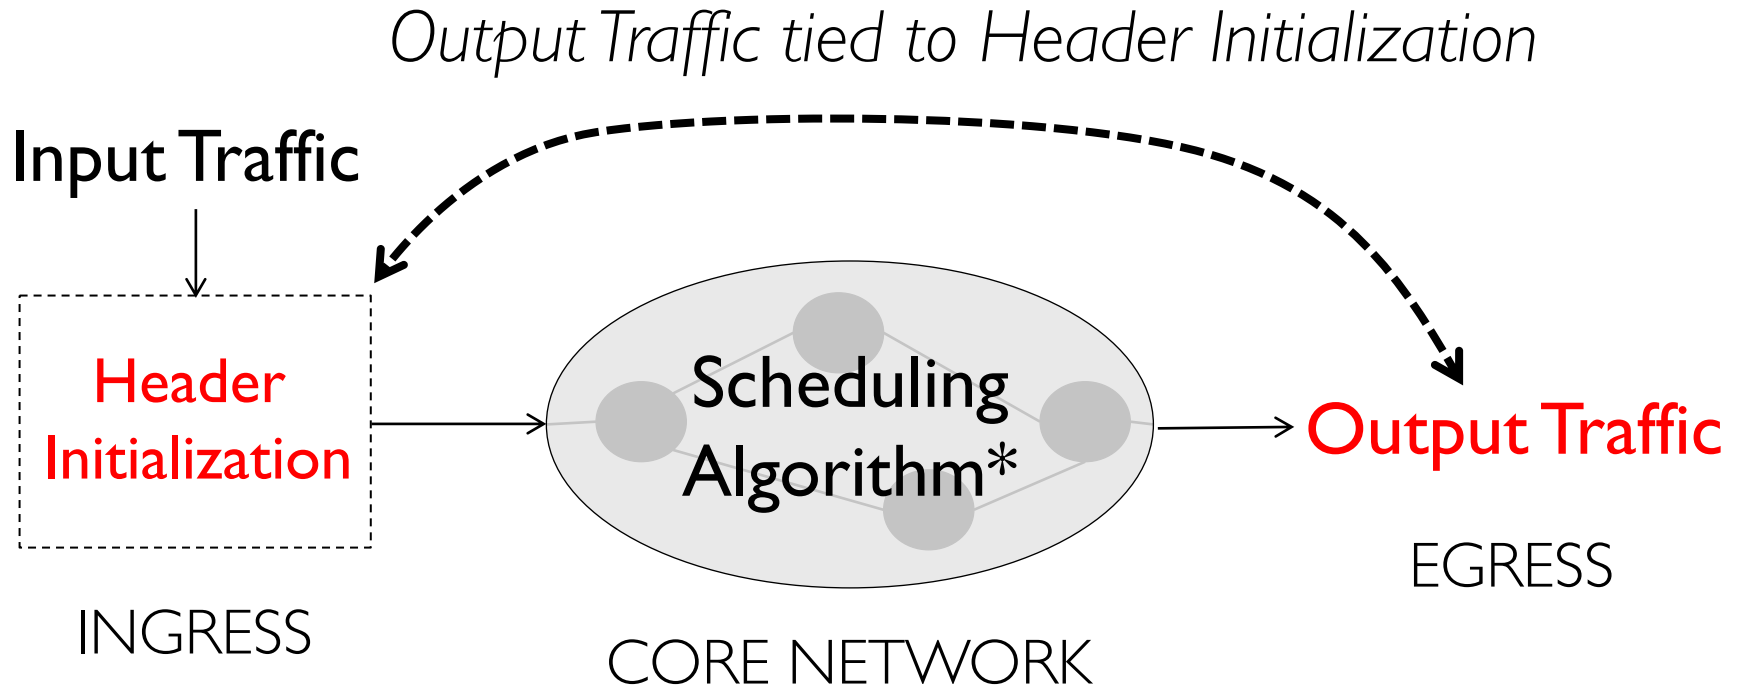 Output Traffic tied to Header Initialization
Input Traffic
Header
Initialization
INGRESS
Scheduling
Algorithm*
CORE NETWORK
Output Traffic
EGRESS